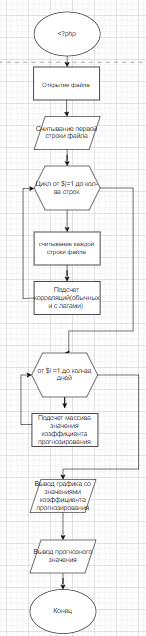 <?php
Открытие файла
Считывание первой
строки файла
Цикл от $j=1 до кол-
ва строк
считывание каждой
строки файла
Подсчет
корреляций(обычных
и с лагами)
от $i =1 до кол-ва
дней
Подсчет массива
значения
коэффициента
прогнозирования
Вывод графика со
значениями
коэффициента
прогнозирования
Вывод прогнозного
значения
Конец